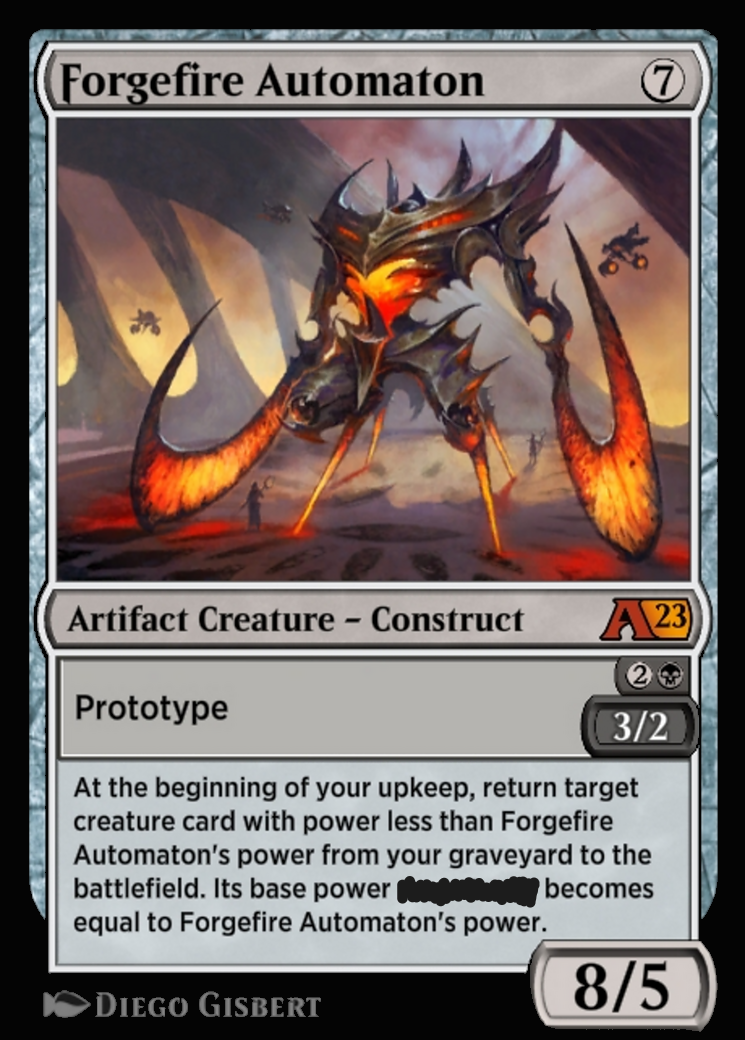 Forgefire Automaton 7
Artifact Creature – Construct A23
2
Prototype
3/2
At the beginning of your upkeep, return target
creature card with power less than Forgefire
Automaton's power from your graveyard to the
battlefield. Its base power becomes
equal to Forgefire Automaton's power.
8/5
DIEGO GISBERT